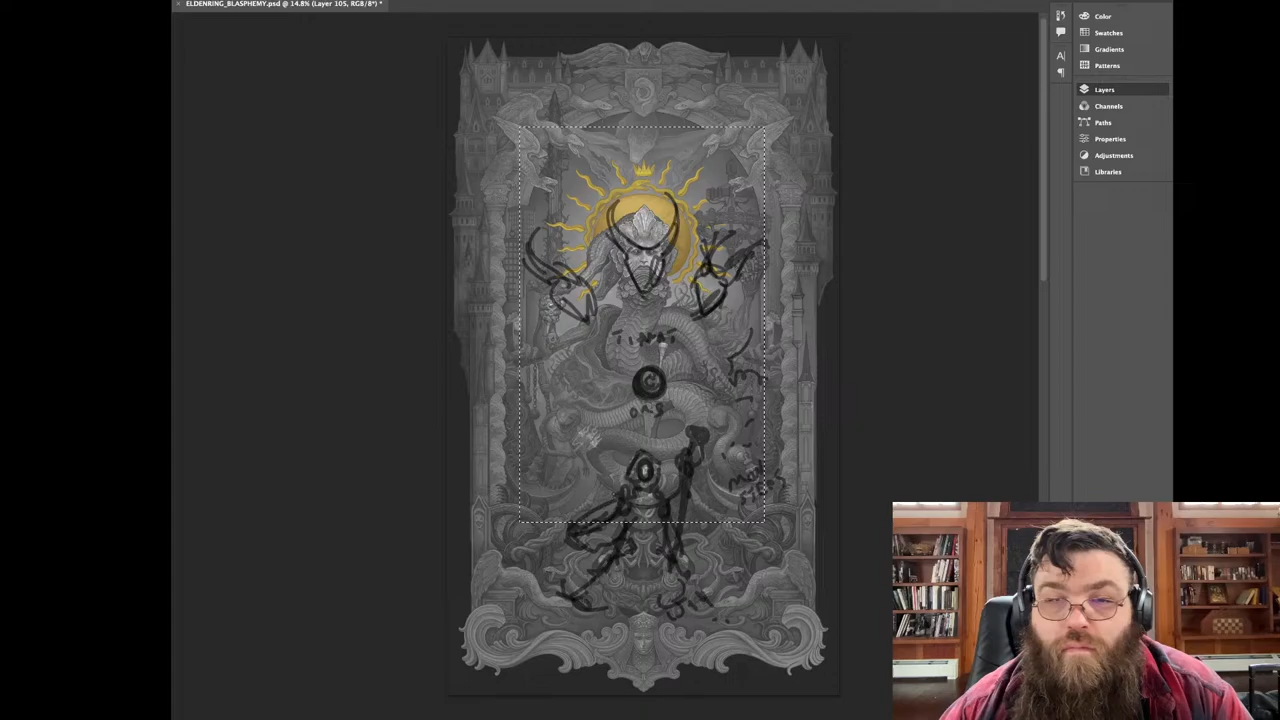 ELDENRING_BLASPHEMY.psd @ 14.8% (Layer 105, RGB/8*) *
Color
Swatches
Gradients
Patterns
Layers
Channels
Paths
Properties
Adjustments
Libraries